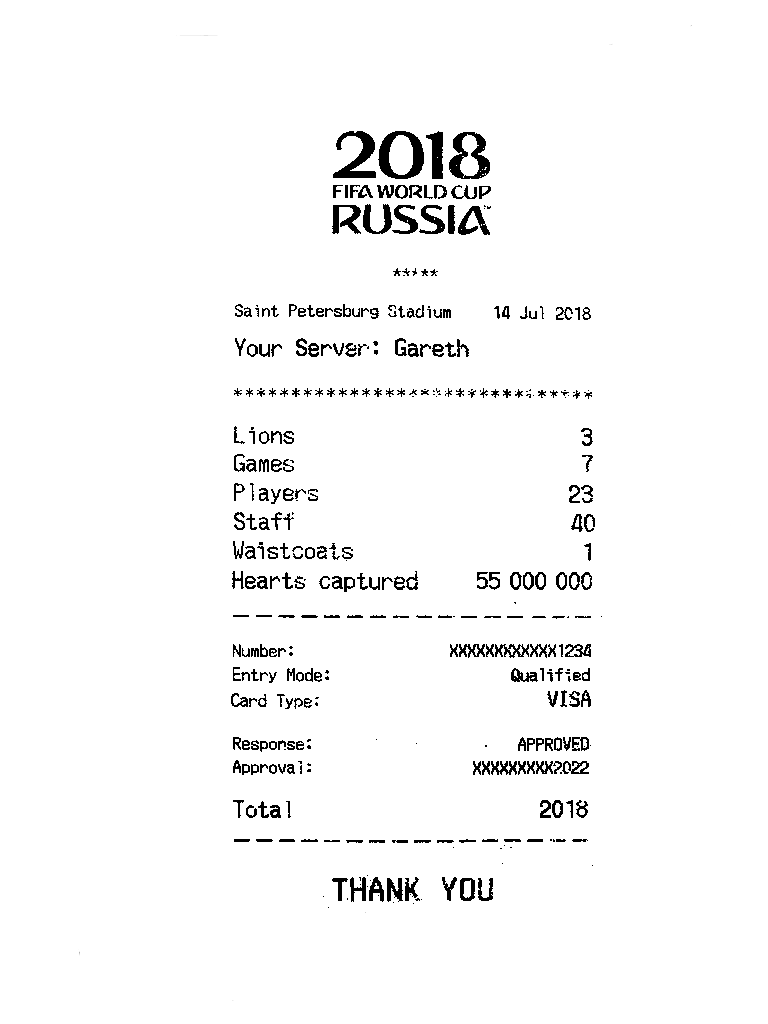 2018
FIFA WORLD CUP
RUSSIA™
*****
Saint Petersburg Stadium 14 Jul 2018
Your Server: Gareth
*******************************
Lions 3
Games 7
Players 23
Staff 40
Waistcoats 1
Hearts captured 55 000 000
Number: XXXXXXXXXXXX1234
Entry Mode: Qualified
Card Type: VISA
Response: APPROVED
Approval: XXXXXXXXX2022
Total 2018
THANK YOU